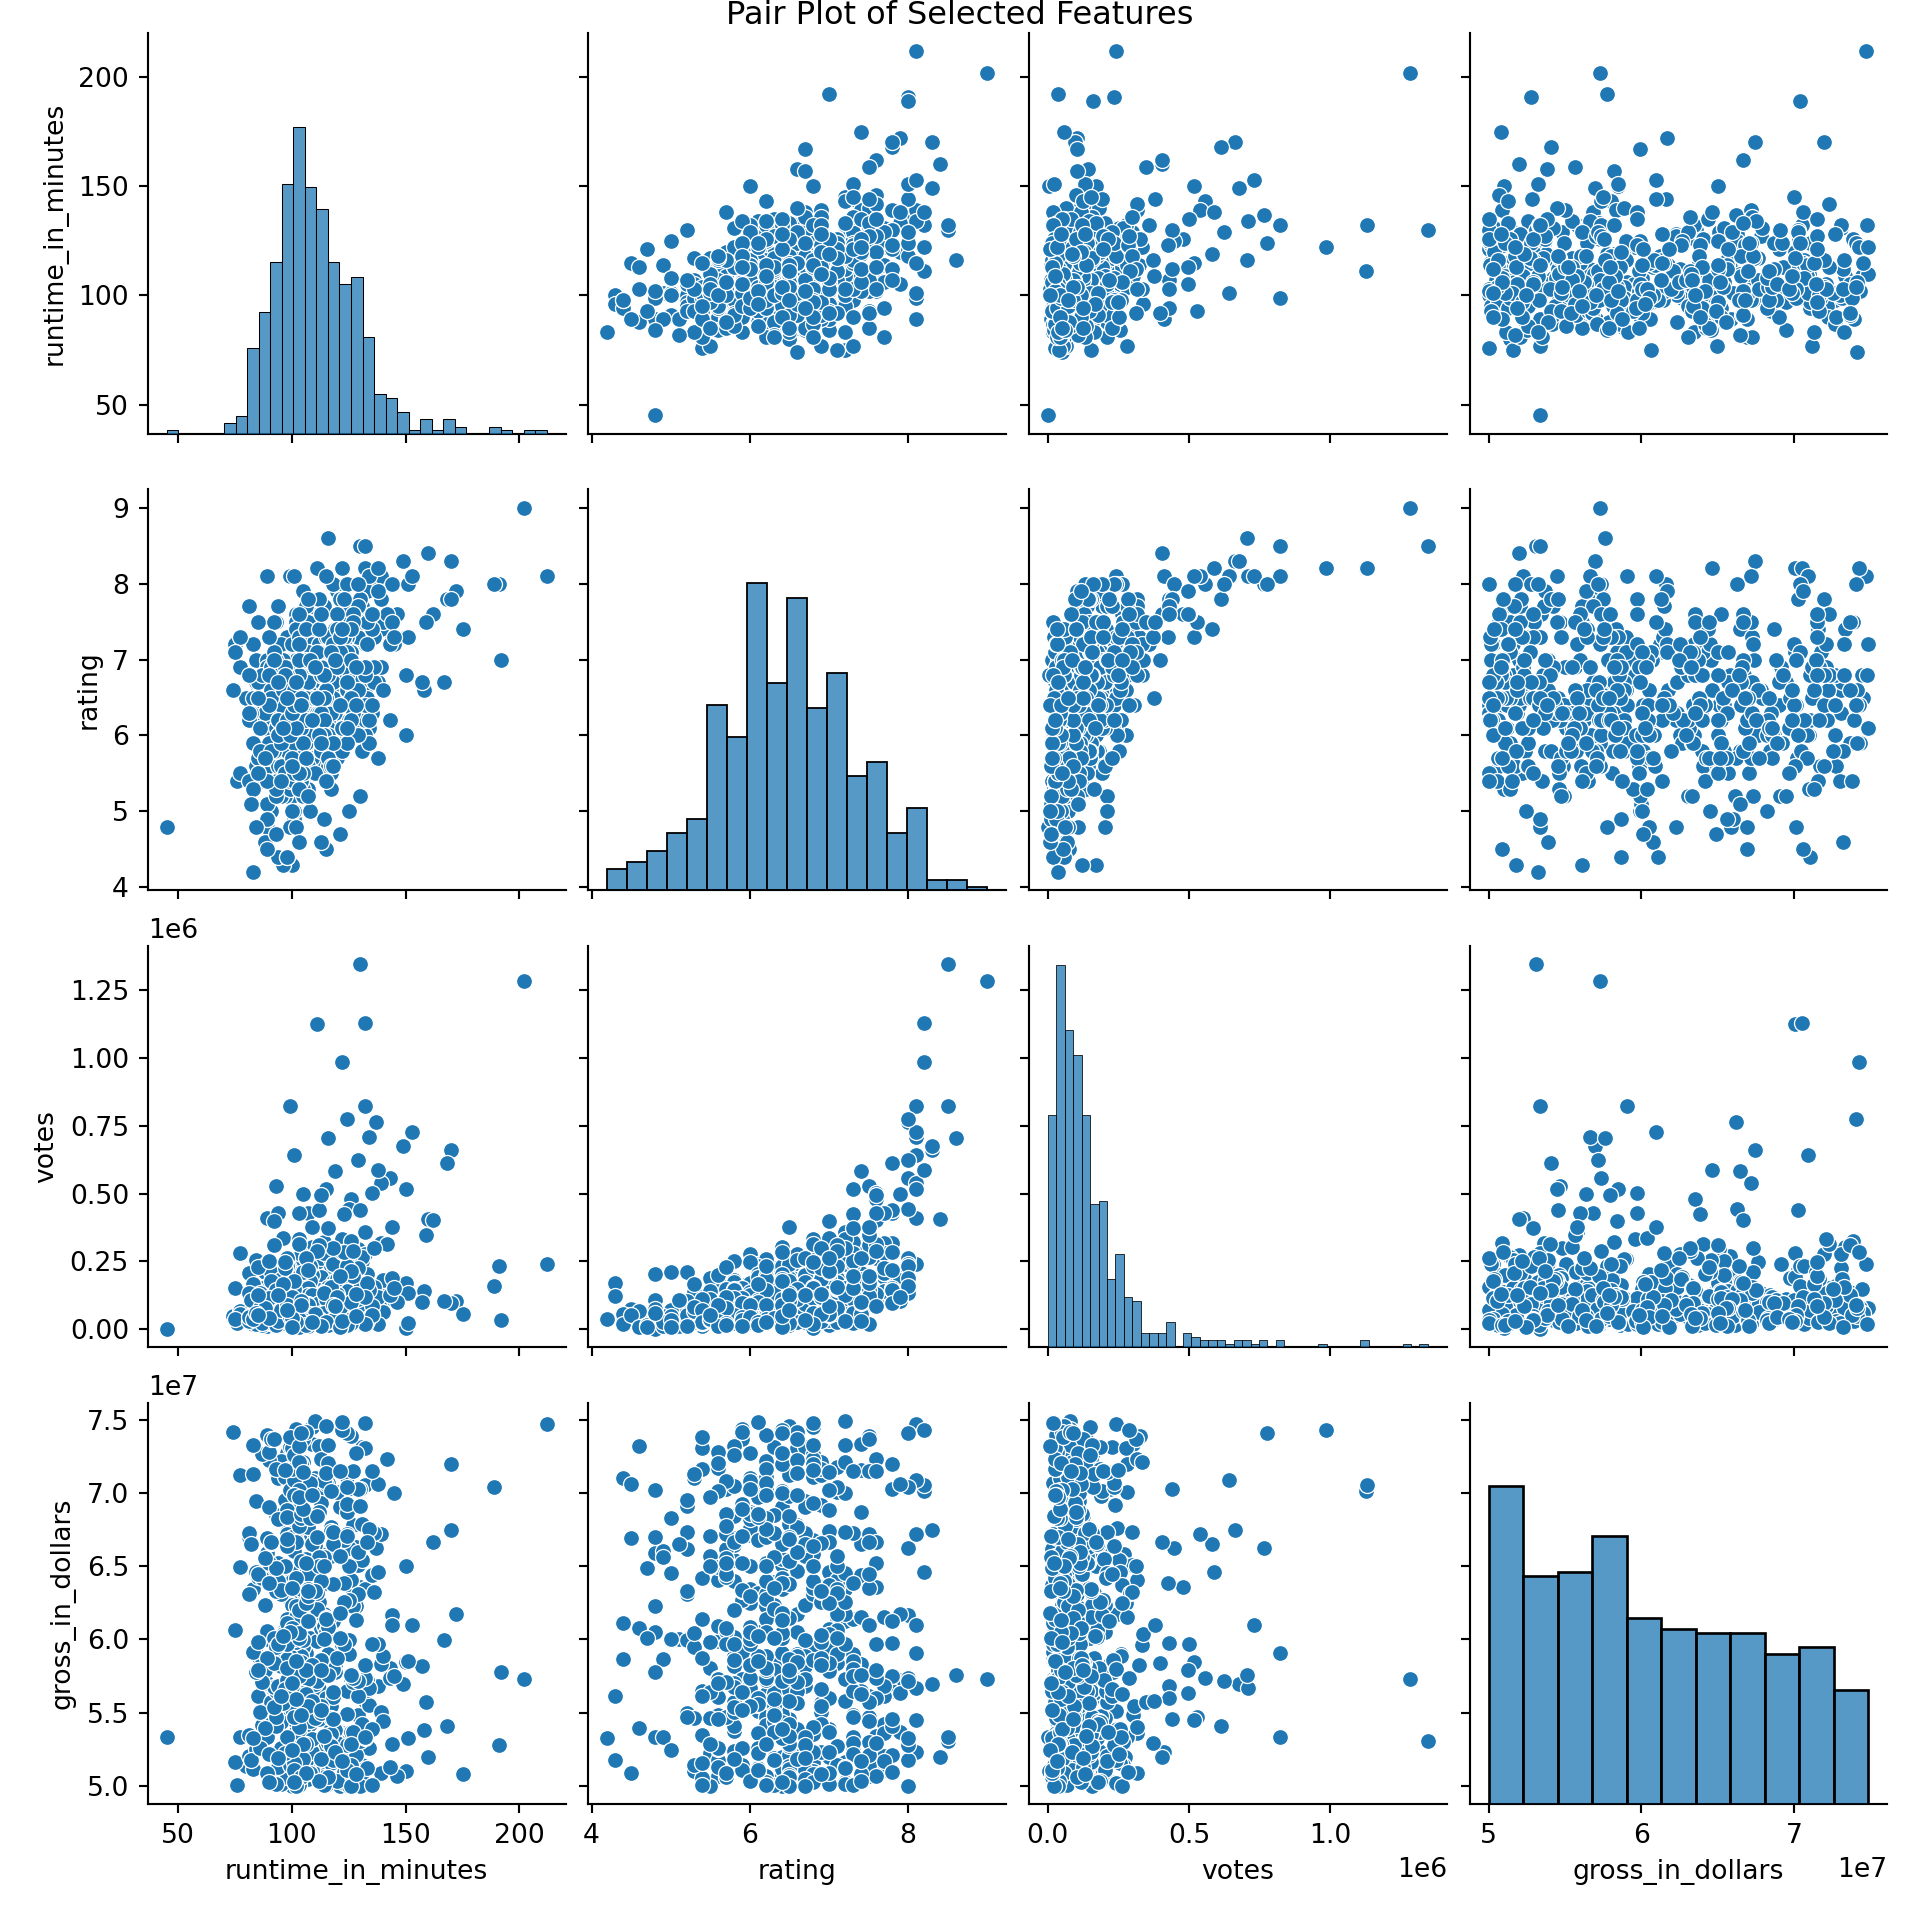 Pair Plot of Selected Features
200
150
100
50
runtime_in_minutes
9
8
7
6
5
4
rating
1e6
1.25
1.00
0.75
0.50
0.25
0.00
votes
1e7
7.5
7.0
6.5
6.0
5.5
5.0
gross_in_dollars
50 100 150 200 4 6 8 0.0 0.5 1.0 5 6 7
runtime_in_minutes rating votes 1e6 gross_in_dollars 1e7